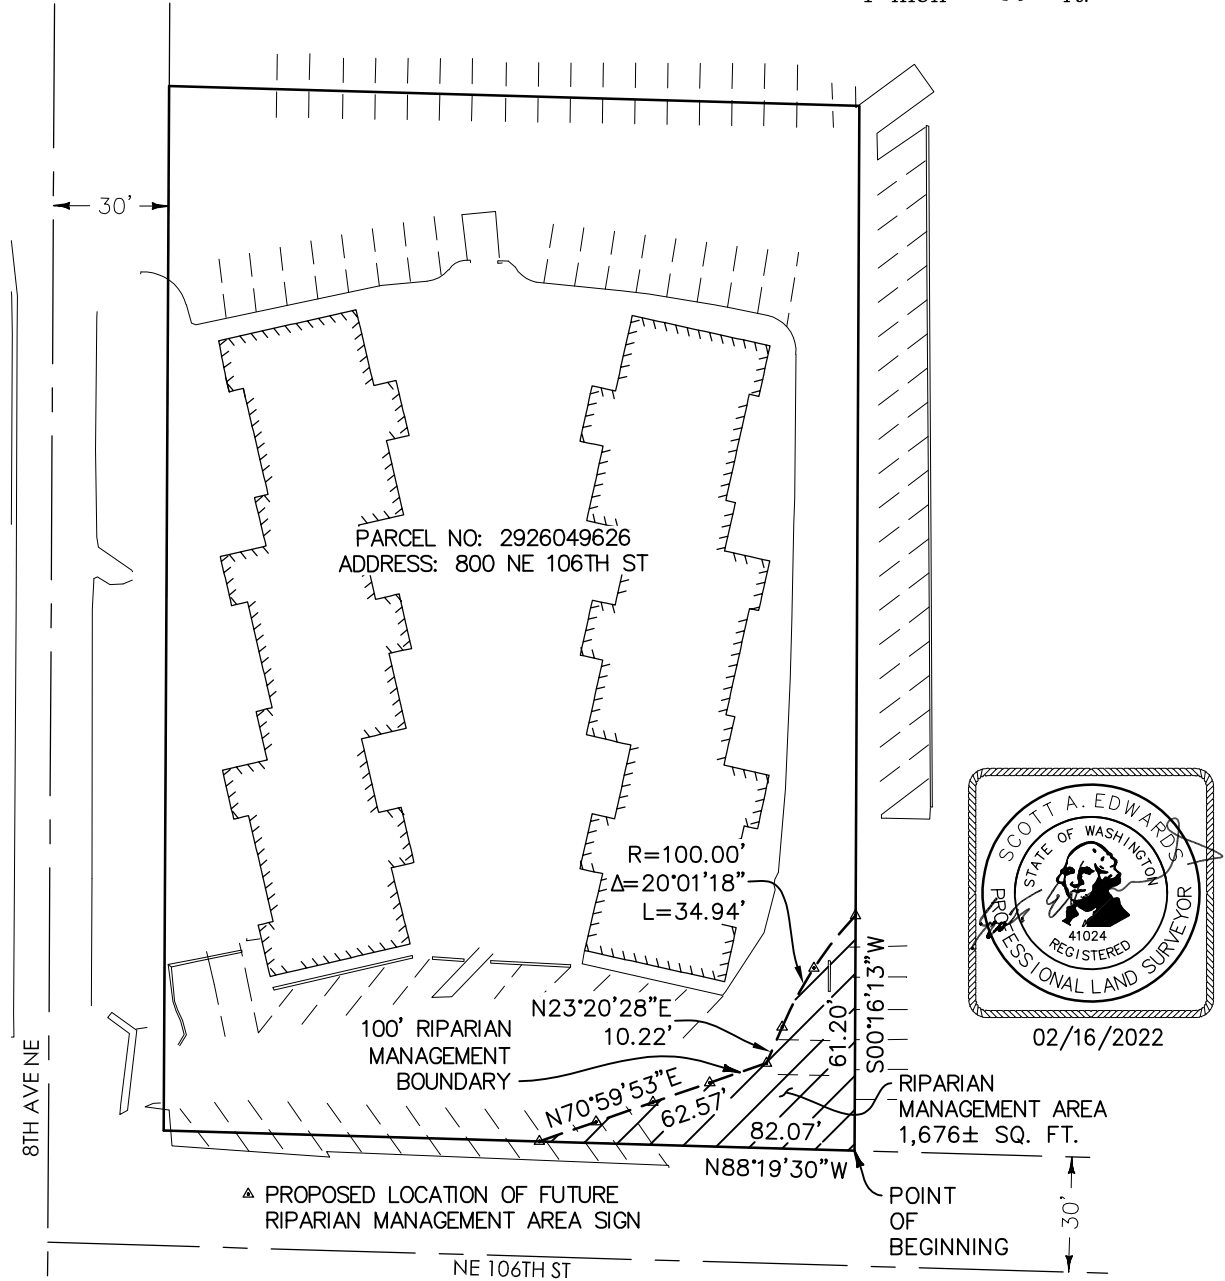 30'
PARCEL NO: 2926049626
ADDRESS: 800 NE 106TH ST
R=100.00'
Δ=20°01'18"
L=34.94'
N23°20'28"E
10.22'
100' RIPARIAN
MANAGEMENT
BOUNDARY
N70°59'53"E
62.57'
61.20'
S00°16'13"W
82.07'
N88°19'30"W
RIPARIAN
MANAGEMENT AREA
1,676± SQ. FT.
POINT
OF
BEGINNING
30'
PROPOSED LOCATION OF FUTURE
RIPARIAN MANAGEMENT AREA SIGN
8TH AVE NE
NE 106TH ST
SCOTT A. EDWARDS
STATE OF WASHINGTON
41024
REGISTERED
PROFESSIONAL LAND SURVEYOR
02/16/2022